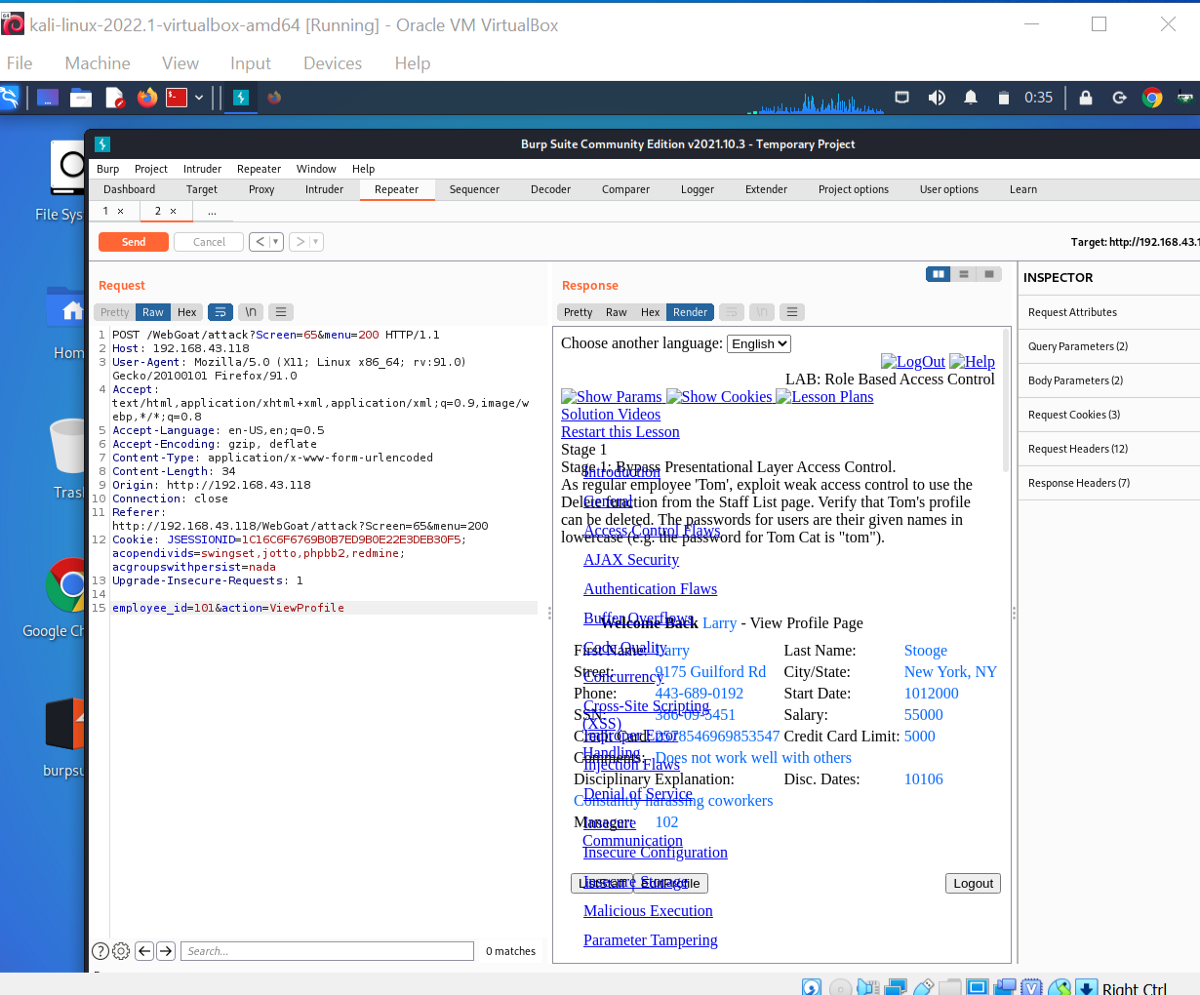 kali-linux-2022.1-virtualbox-amd64 [Running] - Oracle VM VirtualBox
File Machine View Input Devices Help
0:35
File Sys
Hom
Tras
Google Ch
burpsu
Burp Suite Community Edition v2021.10.3 - Temporary Project
Burp Project Intruder Repeater Window Help
Dashboard Target Proxy Intruder Repeater Sequencer Decoder Comparer Logger Extender Project options User options Learn
1 × 2 × ...
Send Cancel < > Target: http://192.168.43.1
Request
Pretty Raw Hex \n
1 POST /WebGoat/attack?Screen=65&menu=200 HTTP/1.1
2 Host: 192.168.43.118
3 User-Agent: Mozilla/5.0 (X11; Linux x86_64; rv:91.0)
Gecko/20100101 Firefox/91.0
4 Accept:
text/html,application/xhtml+xml,application/xml;q=0.9,image/w
ebp,*/*;q=0.8
5 Accept-Language: en-US,en;q=0.5
6 Accept-Encoding: gzip, deflate
7 Content-Type: application/x-www-form-urlencoded
8 Content-Length: 34
9 Origin: http://192.168.43.118
10 Connection: close
11 Referer:
http://192.168.43.118/WebGoat/attack?Screen=65&menu=200
12 Cookie: JSESSIONID=1C16C6F6769B0B7ED9B0E22E3DEB30F5;
acopendivids=swingset,jotto,phpbb2,redmine;
acgroupswithpersist=nada
13 Upgrade-Insecure-Requests: 1
14
15 employee_id=101&action=ViewProfile
Search... 0 matches
Response
Pretty Raw Hex Render \n
Choose another language: English
LogOut Help
LAB: Role Based Access Control
Show Params Show Cookies Lesson Plans
Solution Videos
Restart this Lesson
Stage 1
Stage 1: Bypass Presentational Layer Access Control.
As regular employee 'Tom', exploit weak access control to use the
Delete function from the Staff List page. Verify that Tom's profile
can be deleted. The passwords for users are their given names in
lowercase (e.g. the password for Tom Cat is "tom").
Introduction
General
Access Control Flaws
AJAX Security
Authentication Flaws
Buffer Overflows
Code Quality
Concurrency
Cross-Site Scripting
(XSS)
Improper Error
Handling
Injection Flaws
Denial of Service
Insecure
Communication
Insecure Configuration
Insecure Storage
Malicious Execution
Parameter Tampering
Welcome Back Larry - View Profile Page
First Name: Larry Last Name: Stooge
Street: 9175 Guilford Rd City/State: New York, NY
Phone: 443-689-0192 Start Date: 1012000
SSN: 386-09-5451 Salary: 55000
Credit Card: 2578546969853547 Credit Card Limit: 5000
Comments: Does not work well with others
Disciplinary Explanation: Disc. Dates: 10106
Constantly harassing coworkers
Manager: 102
ListStaff EditProfile Logout
INSPECTOR
Request Attributes
Query Parameters (2)
Body Parameters (2)
Request Cookies (3)
Request Headers (12)
Response Headers (7)
Right Ctrl